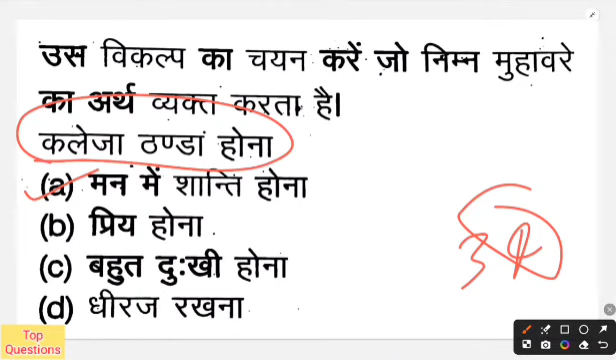 उस विकल्प का चयन करें जो निम्न मुहावरे
का अर्थ व्यक्त करता है।
कलेजा ठण्डा होना
(a) मन में शान्ति होना
(b) प्रिय होना
(c) बहुत दुःखी होना
(d) धीरज रखना
Top
Questions